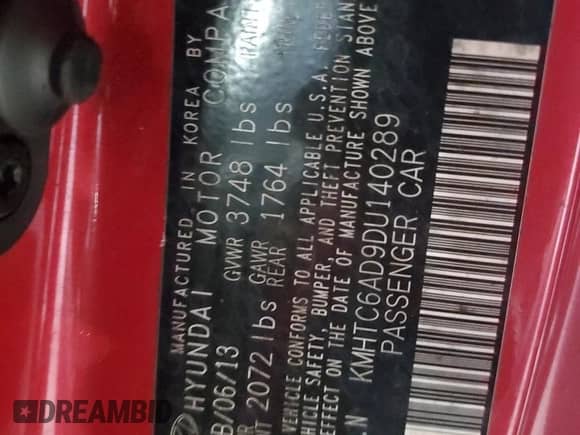 MANUFACTURED IN KOREA BY
HYUNDAI MOTOR COMPA
B/06/13 GVWR 3748 lbs
2072 lbs GAWR REAR 1764 lbs
VEHICLE CONFORMS TO ALL APPLICABLE U.S.A. FEDER
HICLE SAFETY, BUMPER, AND THEFT PREVENTION STAN
EFFECT ON THE DATE OF MANUFACTURE SHOWN ABOVE
N KMHTC6AD9DU140289
PASSENGER CAR
DREAMBID